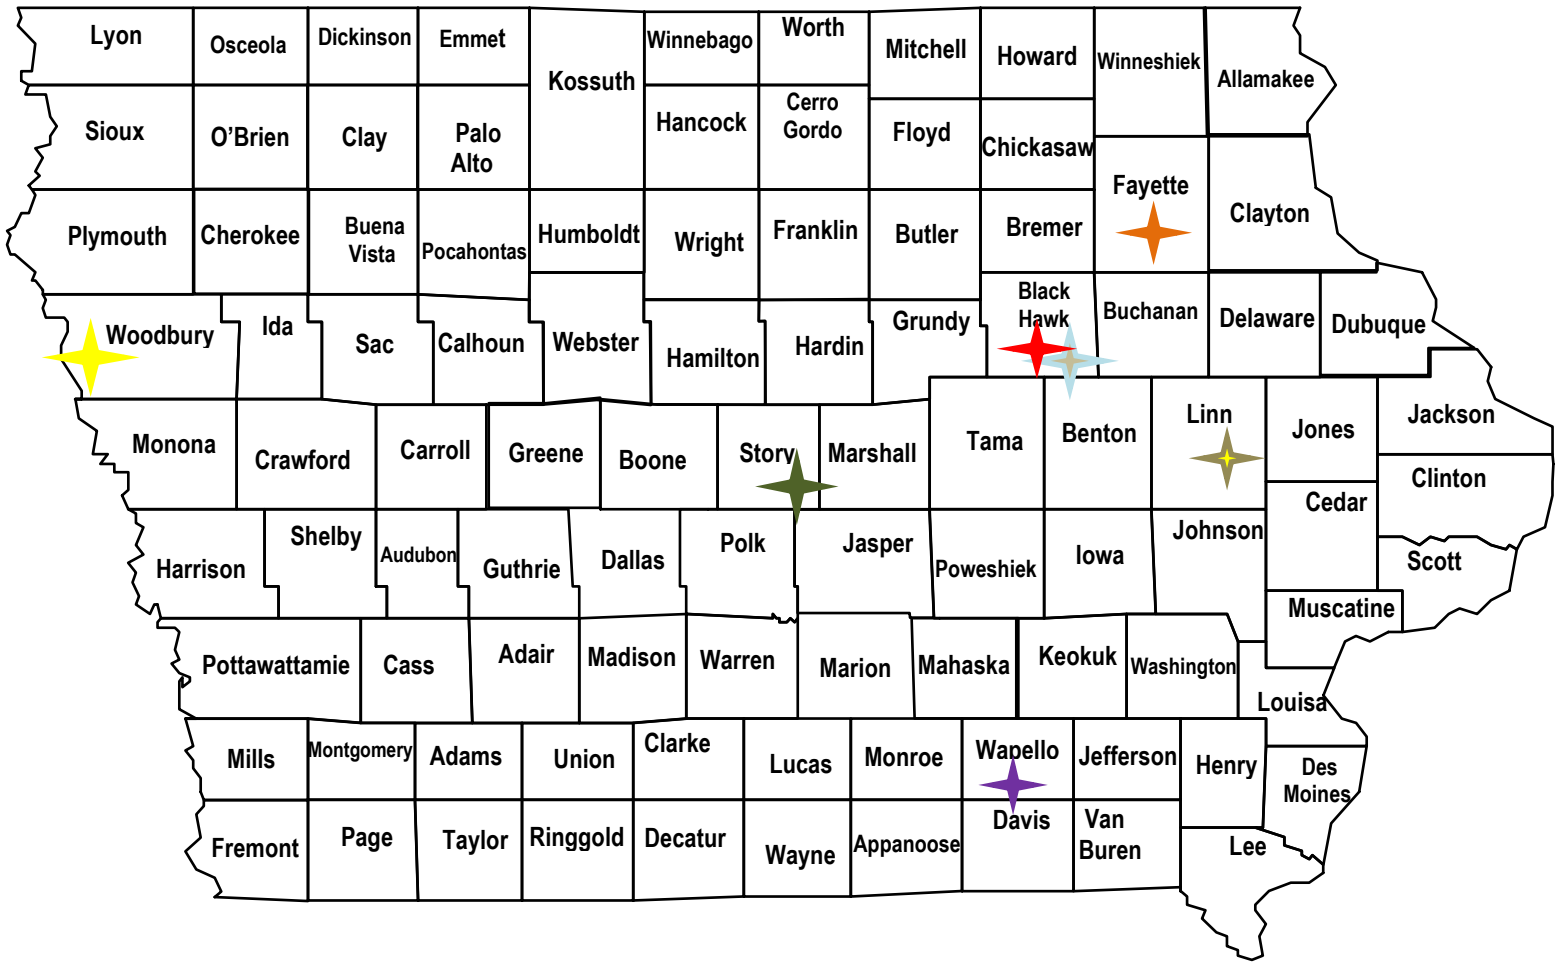 Lyon
Osceola
Dickinson
Emmet
Kossuth
Winnebago
Worth
Mitchell
Howard
Winneshiek
Allamakee
Sioux
O'Brien
Clay
Palo
Alto
Hancock
Cerro
Gordo
Floyd
Chickasaw
Fayette
Clayton
Plymouth
Cherokee
Buena
Vista
Pocahontas
Humboldt
Wright
Franklin
Butler
Bremer
Woodbury
Ida
Sac
Calhoun
Webster
Hamilton
Hardin
Grundy
Black
Hawk
Buchanan
Delaware
Dubuque
Monona
Crawford
Carroll
Greene
Boone
Story
Marshall
Tama
Benton
Linn
Jones
Jackson
Clinton
Cedar
Harrison
Shelby
Audubon
Guthrie
Dallas
Polk
Jasper
Poweshiek
Iowa
Johnson
Scott
Muscatine
Pottawattamie
Cass
Adair
Madison
Warren
Marion
Mahaska
Keokuk
Washington
Louisa
Mills
Montgomery
Adams
Union
Clarke
Lucas
Monroe
Wapello
Jefferson
Henry
Des
Moines
Fremont
Page
Taylor
Ringgold
Decatur
Wayne
Appanoose
Davis
Van
Buren
Lee